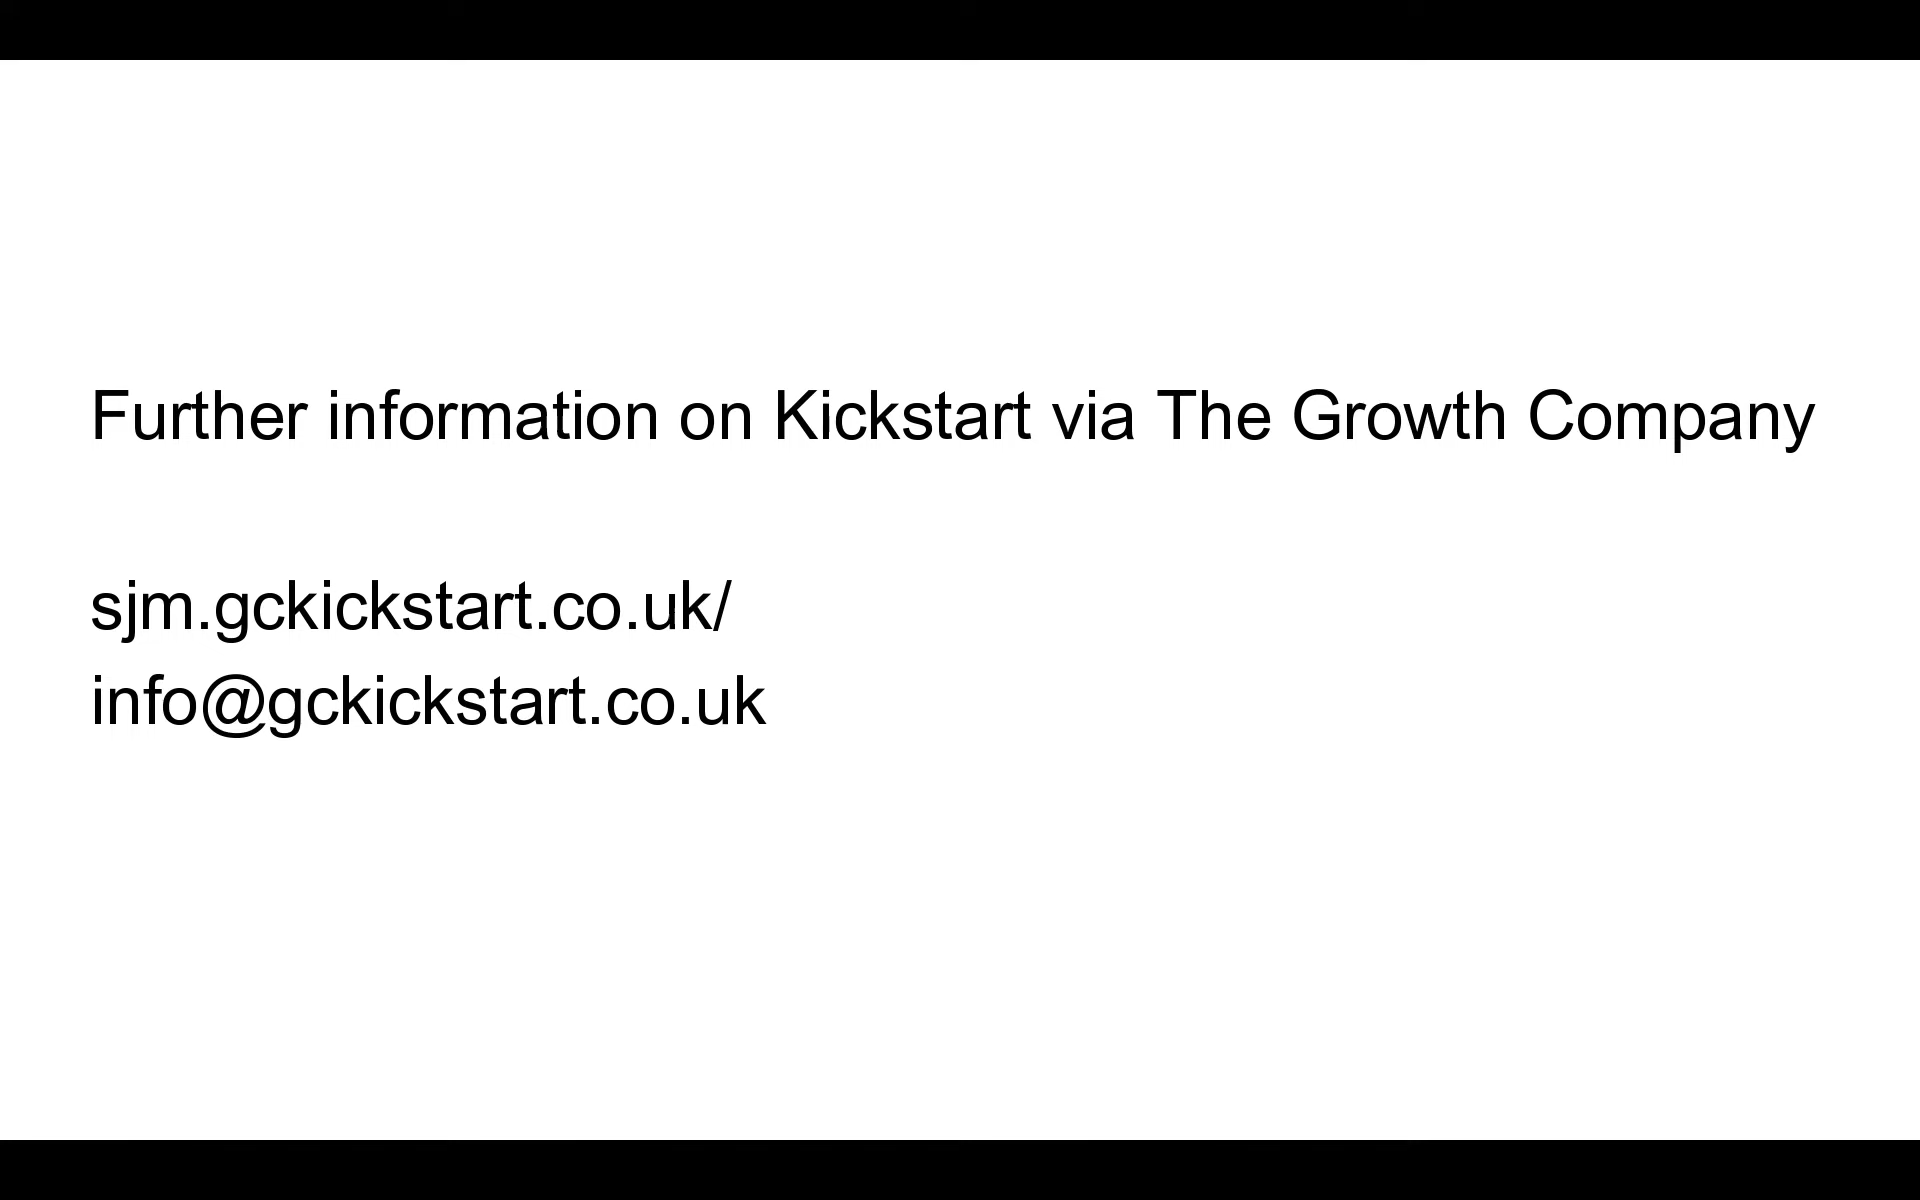 Further information on Kickstart via The Growth Company
sjm.gckickstart.co.uk/
info@gckickstart.co.uk